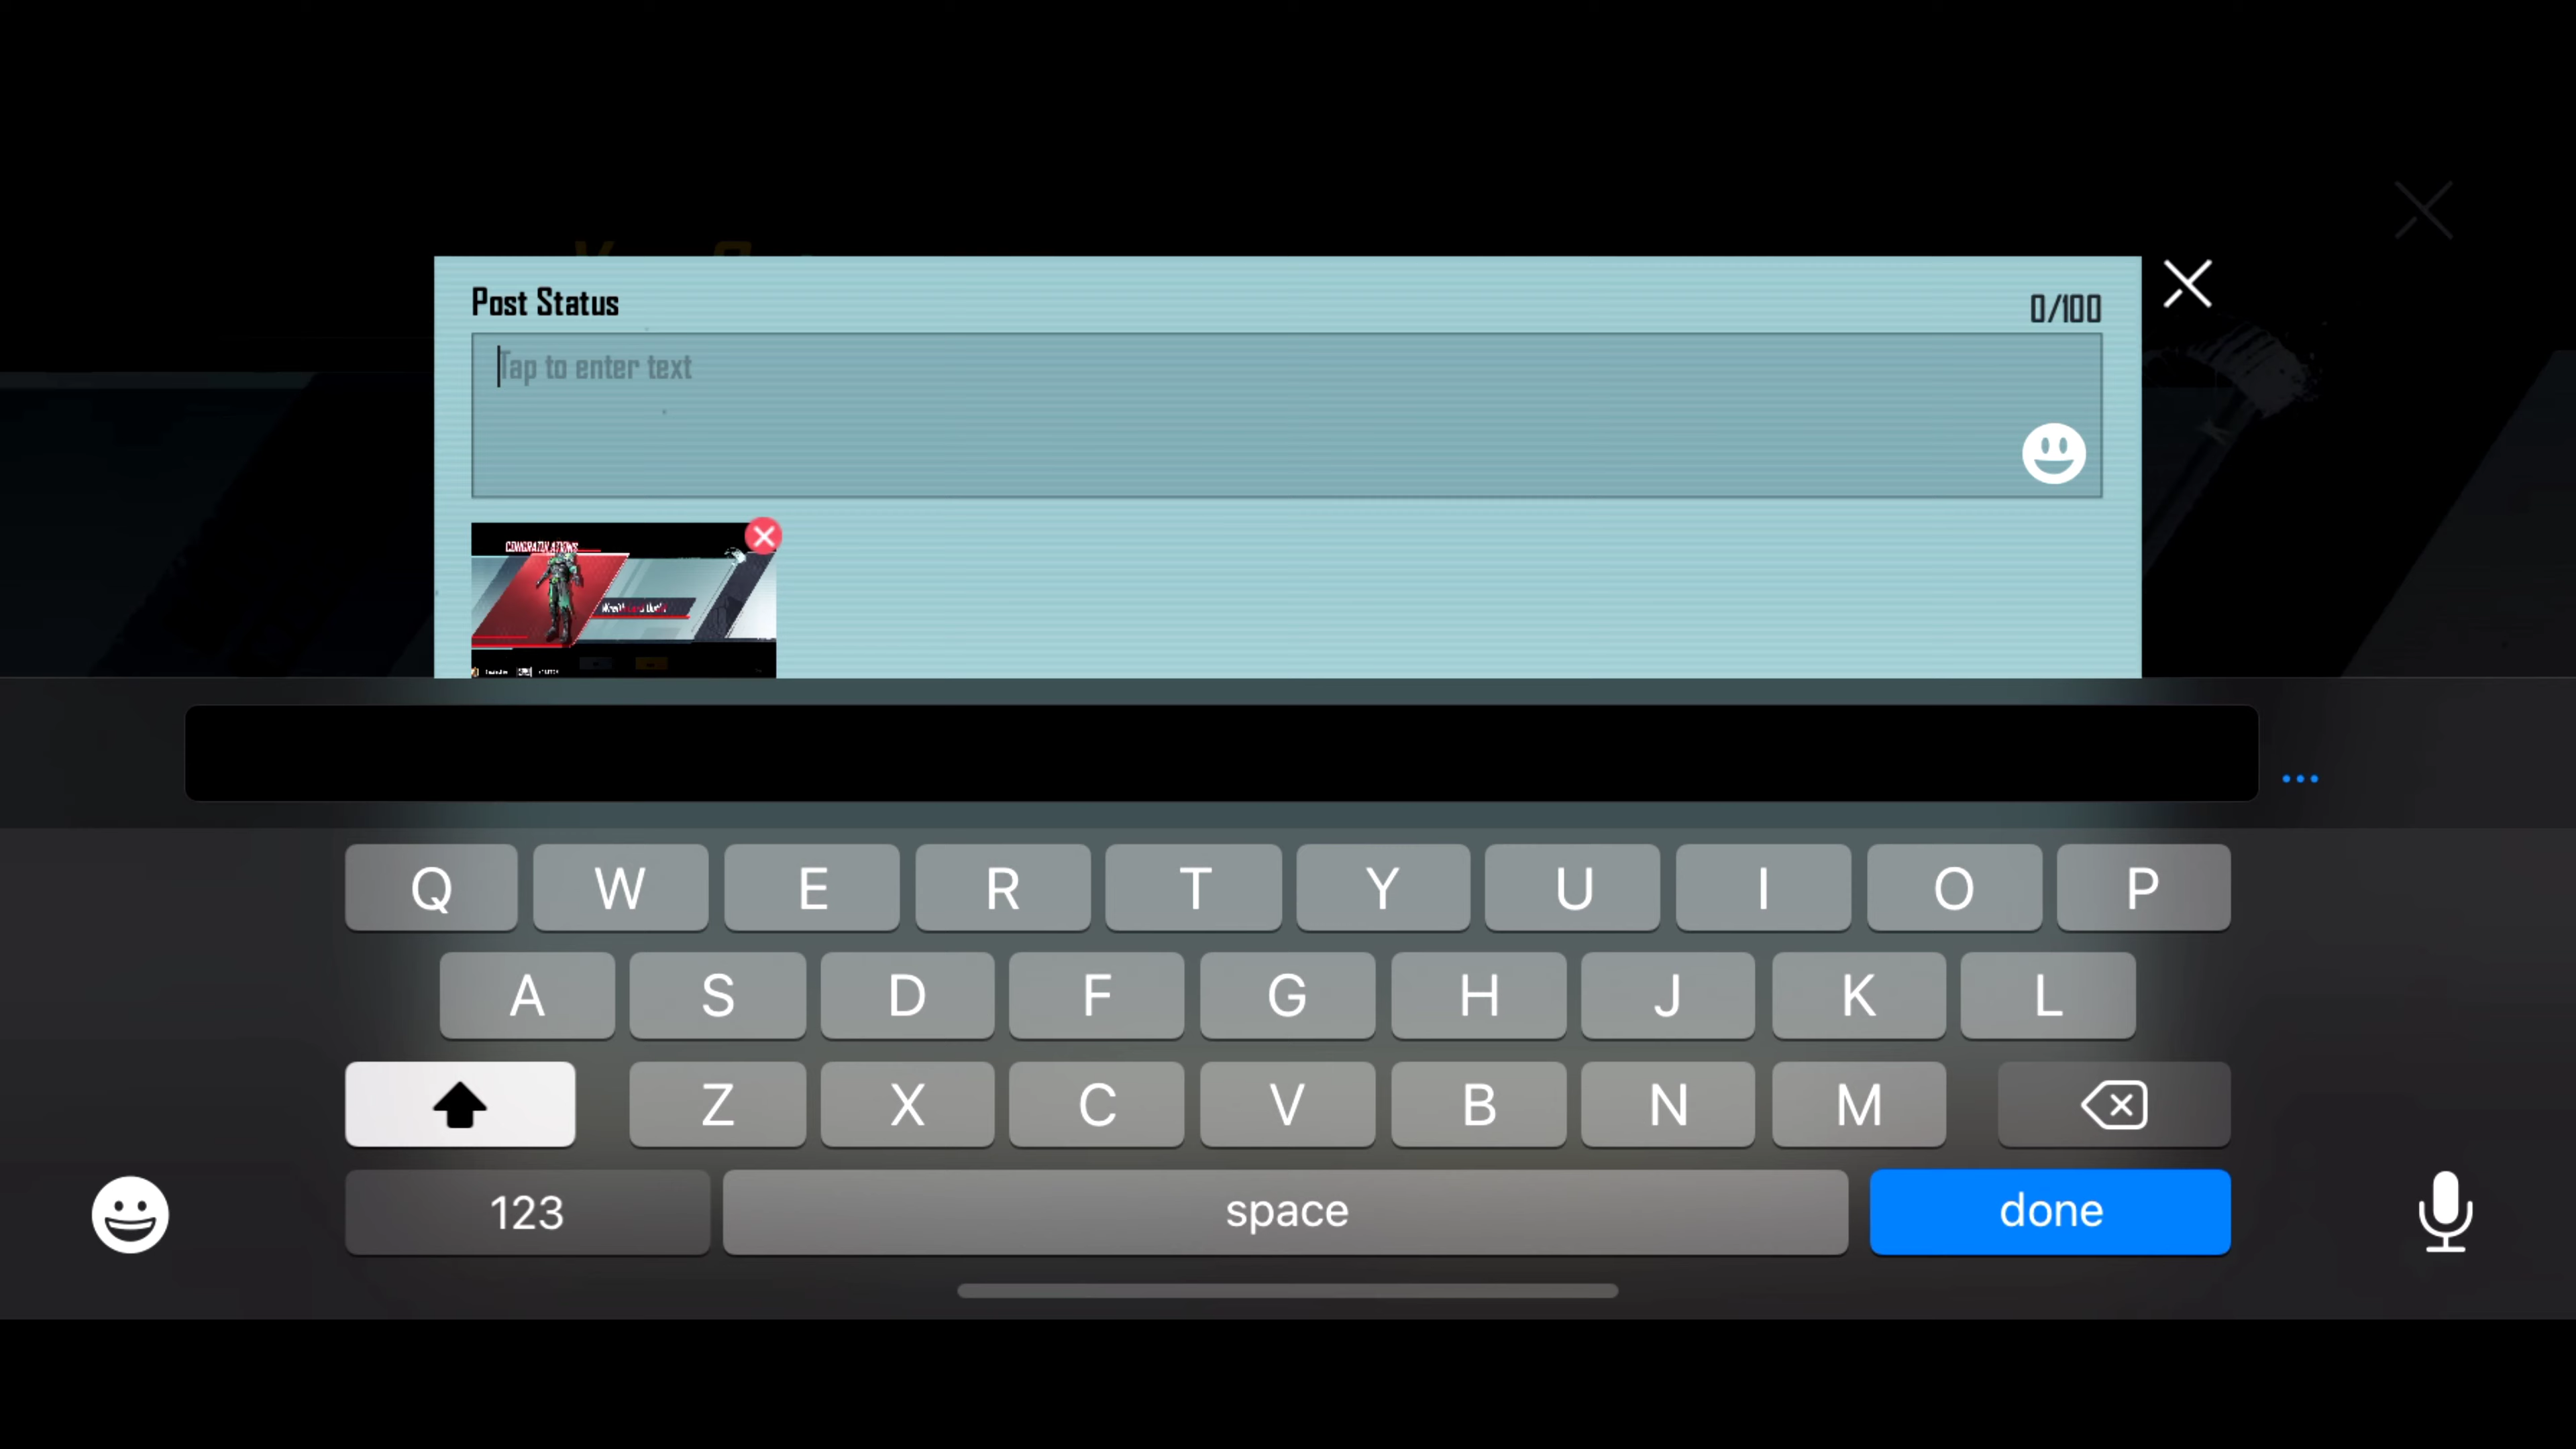 Post Status
0/100
Tap to enter text
CONGRATULATIONS
...
Q W E R T Y U I O P
A S D F G H J K L
Z X C V B N M
123 space done